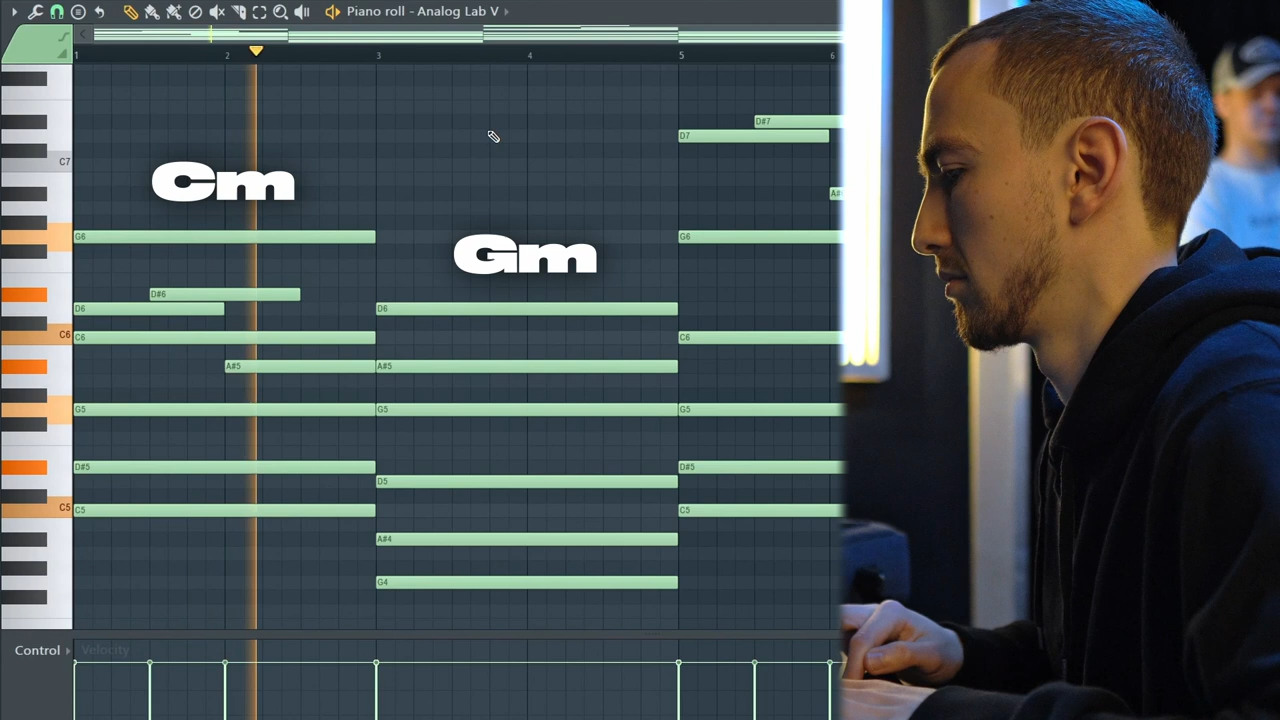 Piano roll - Analog Lab V
1 2 3 4 5 6
D#7
D7
C7
A#
Cm
G6 G6
Gm
D#6
D6 D6
C6 C6 C6
A#5 A#5
G5 G5 G5
D#5 D#5
D5
C5 C5 C5
A#4
G4
Control Velocity